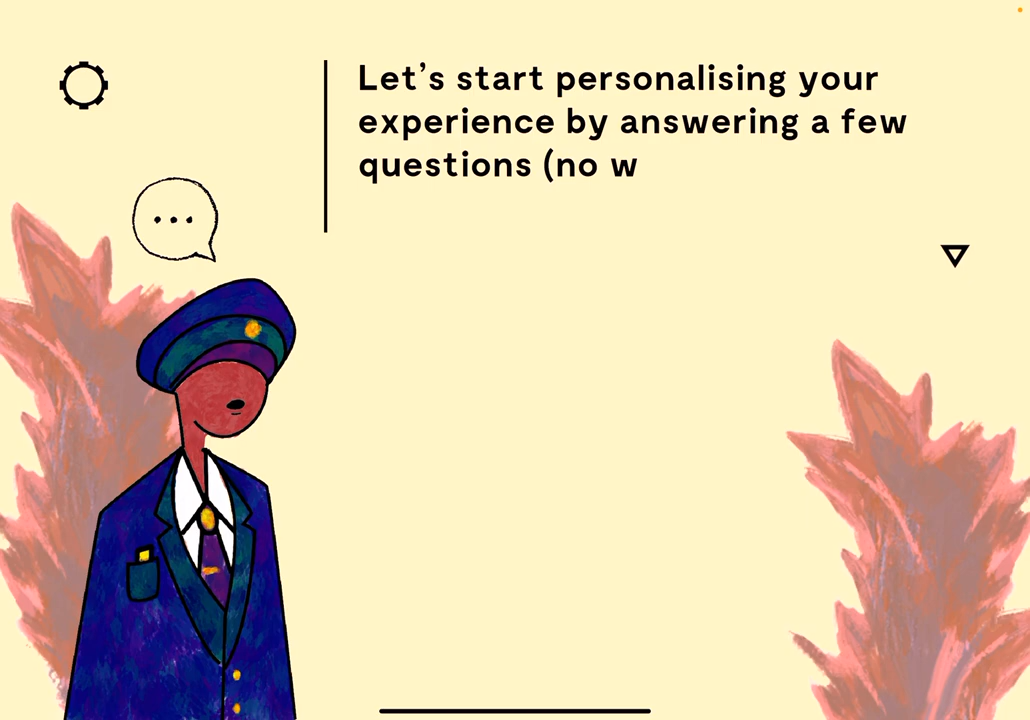 Let’s start personalising your
experience by answering a few
questions (no w